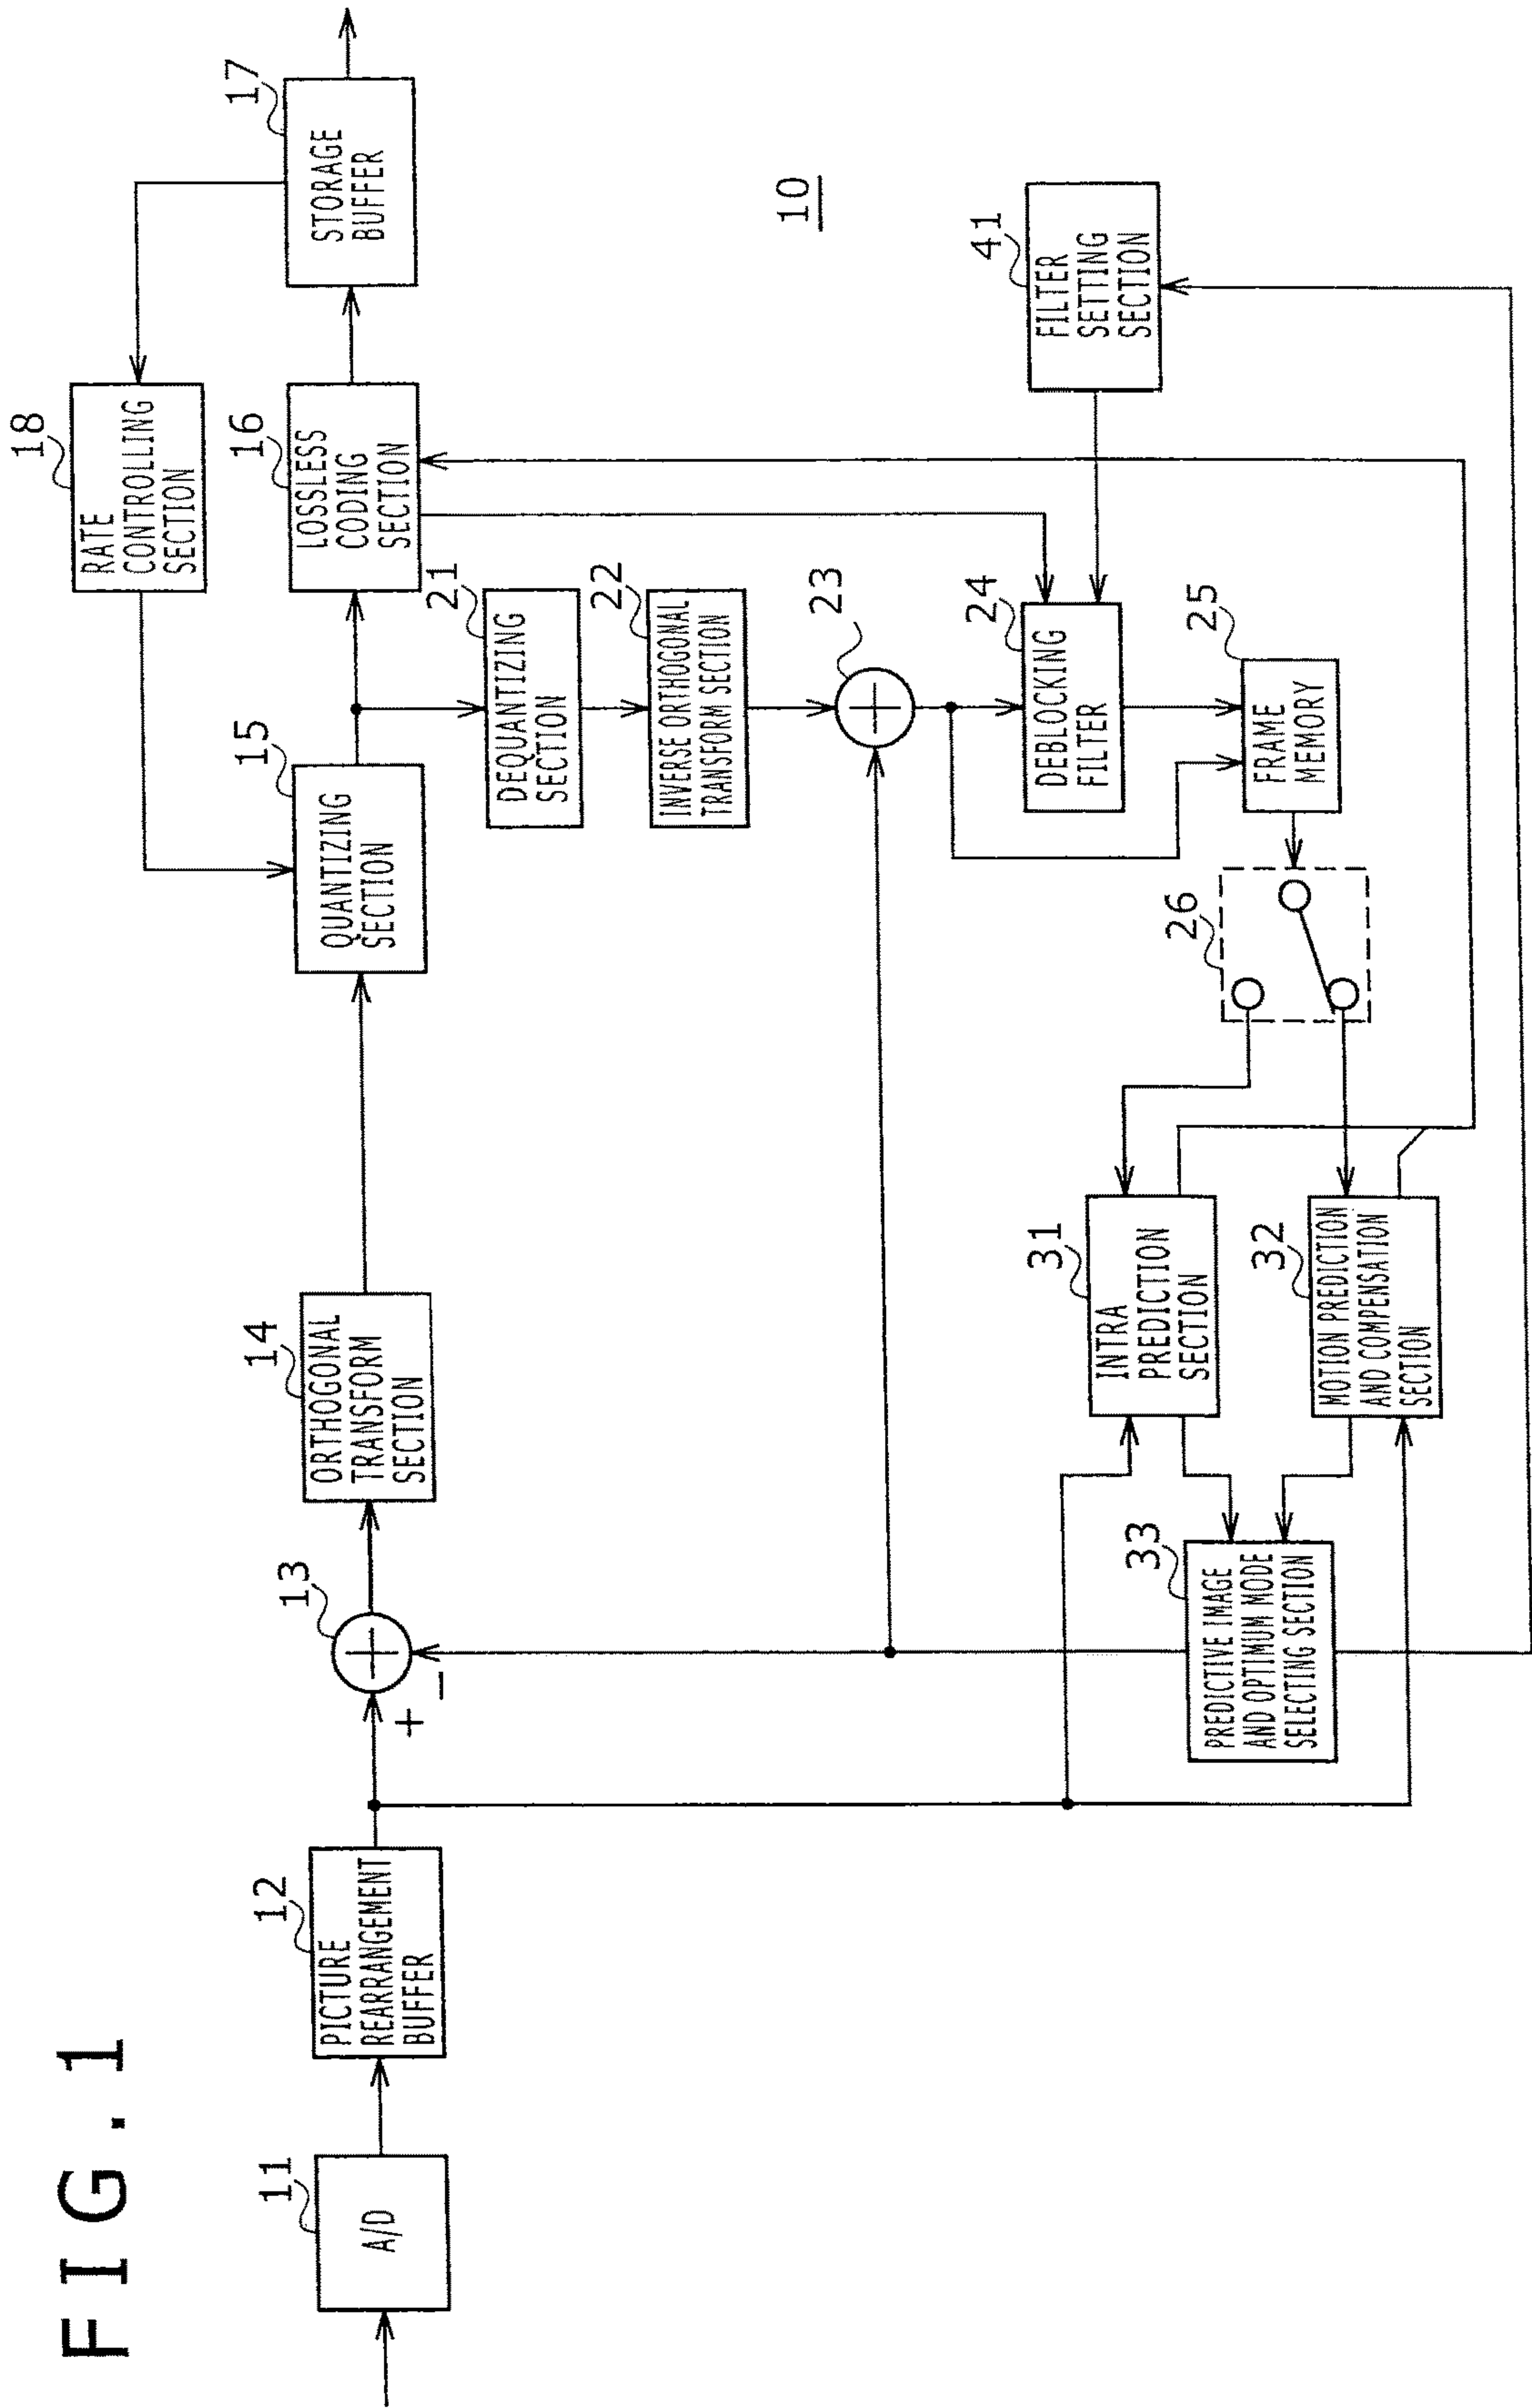 FIG. 1
11
A/D
12
PICTURE
REARRANGEMENT
BUFFER
13
+
−
14
ORTHOGONAL
TRANSFORM
SECTION
15
QUANTIZING
SECTION
18
RATE
CONTROLLING
SECTION
16
LOSSLESS
CODING
SECTION
17
STORAGE
BUFFER
21
DEQUANTIZING
SECTION
22
INVERSE ORTHOGONAL
TRANSFORM SECTION
23
10
24
DEBLOCKING
FILTER
41
FILTER
SETTING
SECTION
25
FRAME
MEMORY
26
31
INTRA
PREDICTION
SECTION
32
MOTION PREDICTION
AND COMPENSATION
SECTION
33
PREDICTIVE IMAGE
AND OPTIMUM MODE
SELECTING SECTION